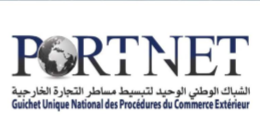 PORTNET
الشباك الوطني الوحيد لتبسيط مساطر التجارة الخارجية
Guichet Unique National des Procédures du Commerce Extérieur